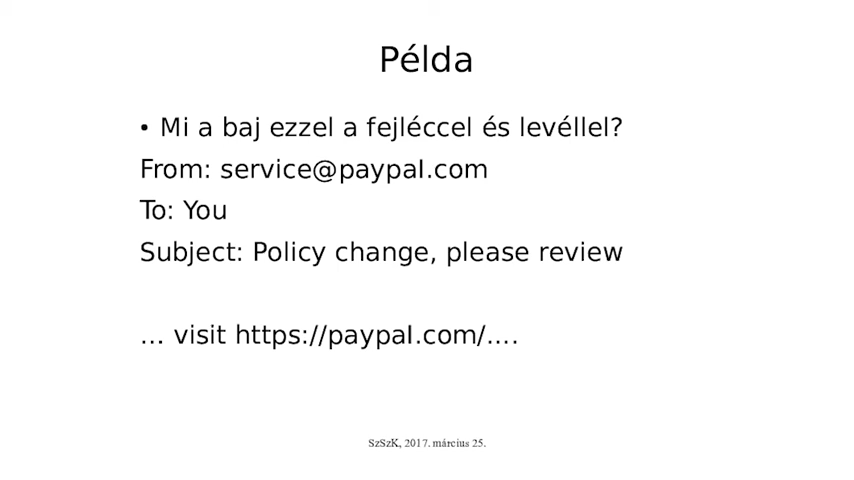 Példa
• Mi a baj ezzel a fejléccel és levéllel?
From: service@paypal.com
To: You
Subject: Policy change, please review
... visit https://paypal.com/....
SzSzK, 2017. március 25.